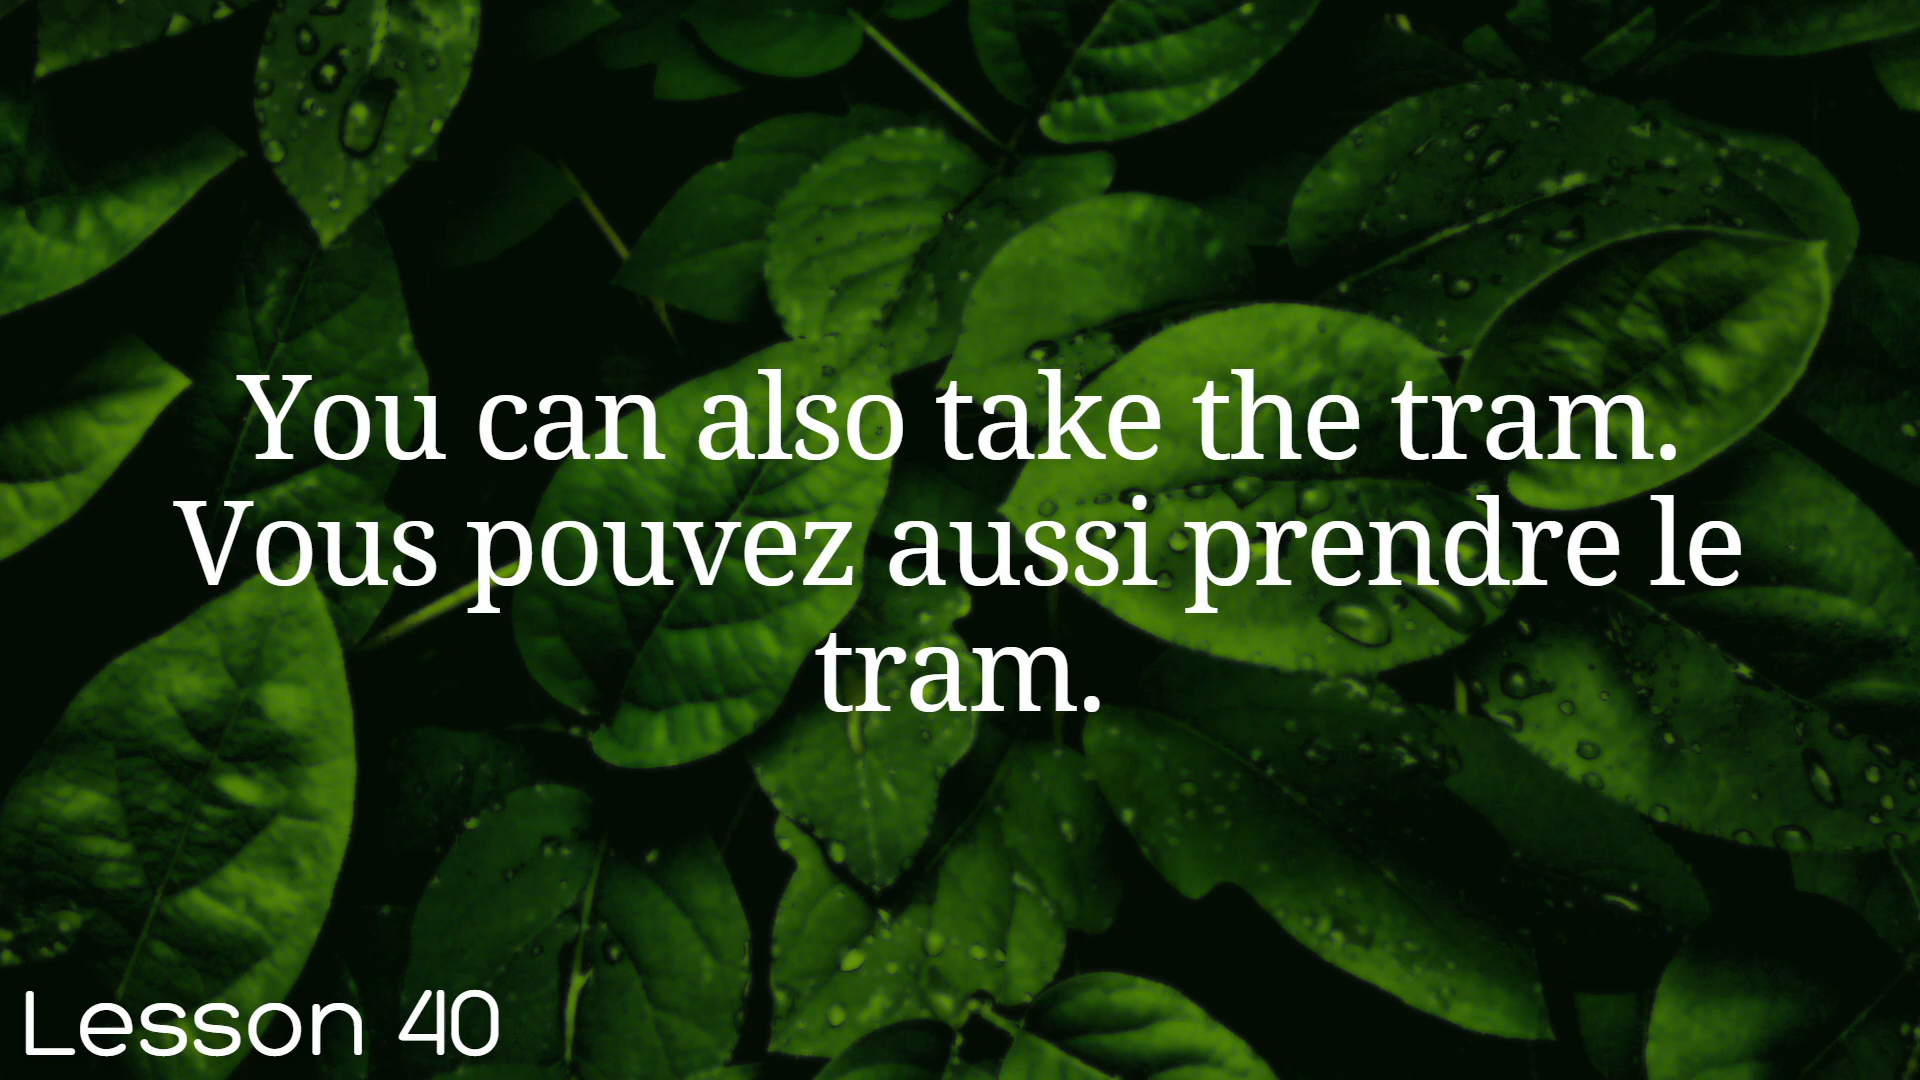 You can also take the tram.
Vous pouvez aussi prendre le
tram.
Lesson 40